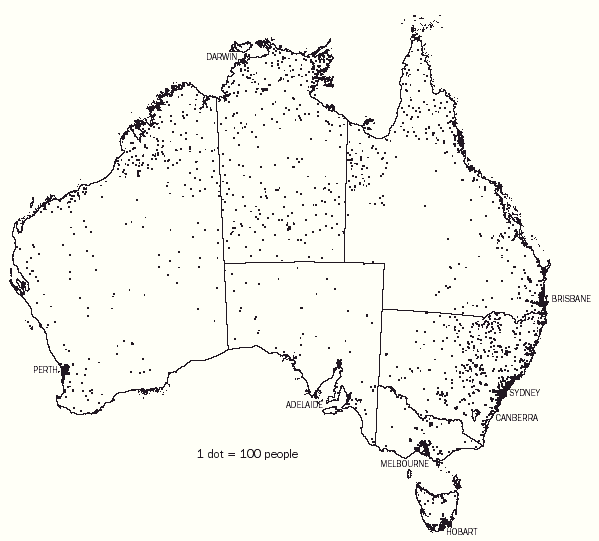 DARWIN
BRISBANE
PERTH
SYDNEY
ADELAIDE
CANBERRA
1 dot = 100 people
MELBOURNE
HOBART